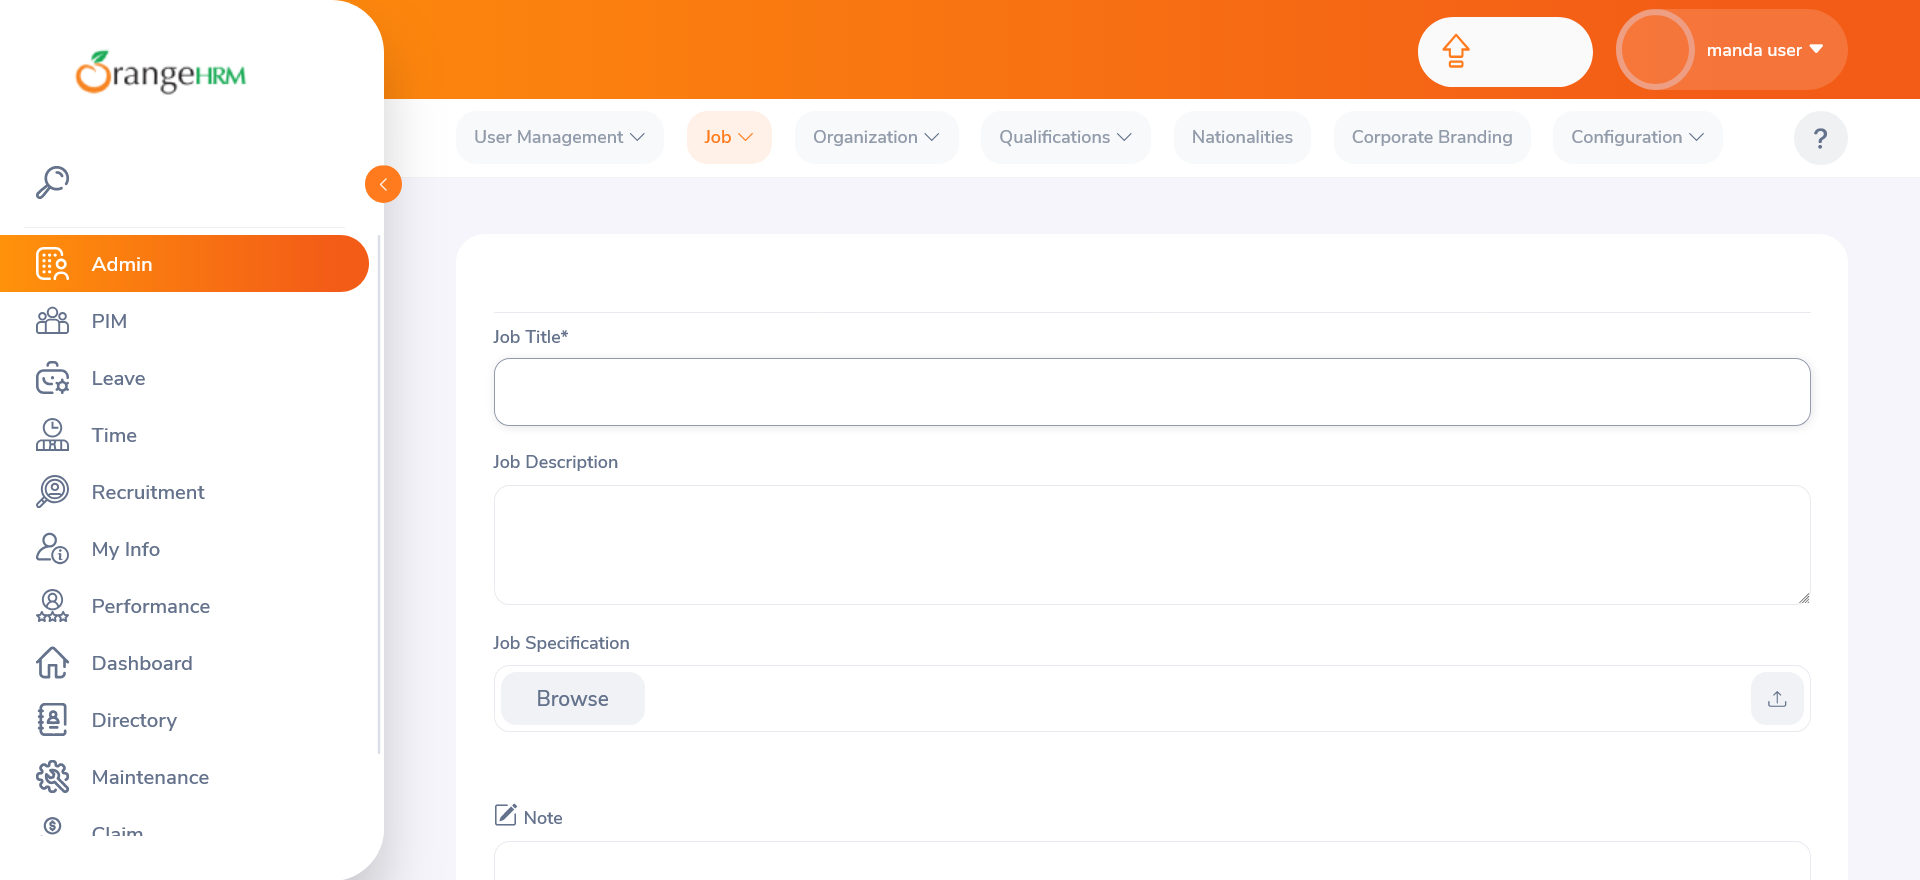 OrangeHRM
manda user
User Management
Job
Organization
Qualifications
Nationalities
Corporate Branding
Configuration
?
Admin
PIM
Leave
Time
Recruitment
My Info
Performance
Dashboard
Directory
Maintenance
Claim
Job Title*
Job Description
Job Specification
Browse
Note